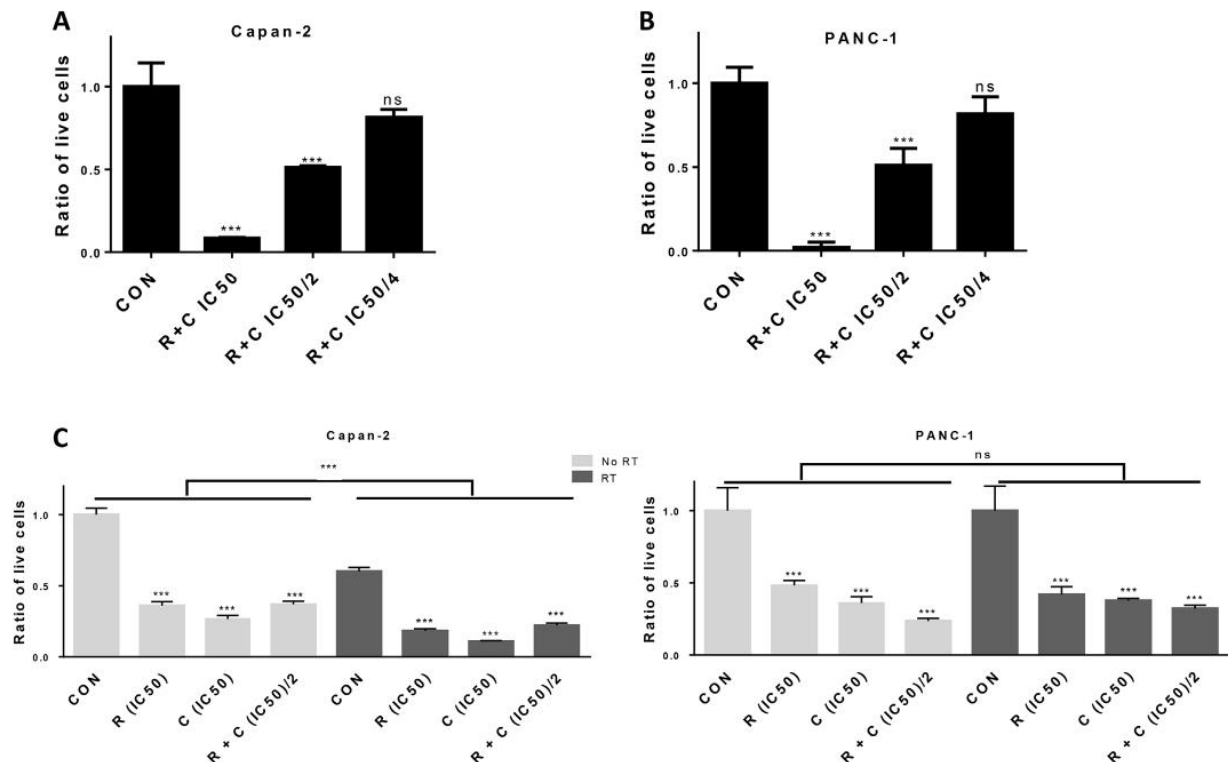 A
Capan-2
Ratio of live cells
1.0
0.5
0.0
***
***
ns
CON
R+C IC50
R+C IC50/2
R+C IC50/4
B
PANC-1
Ratio of live cells
1.0
0.5
0.0
***
***
ns
CON
R+C IC50
R+C IC50/2
R+C IC50/4
C
Capan-2
***
No RT
RT
Ratio of live cells
1.0
0.5
0.0
***
***
***
***
***
***
CON
R (IC50)
C (IC50)
R + C (IC50)/2
CON
R (IC50)
C (IC50)
R + C (IC50)/2
PANC-1
ns
Ratio of live cells
1.0
0.5
0.0
***
***
***
***
***
***
CON
R (IC50)
C (IC50)
R + C (IC50)/2
CON
R (IC50)
C (IC50)
R + C (IC50)/2